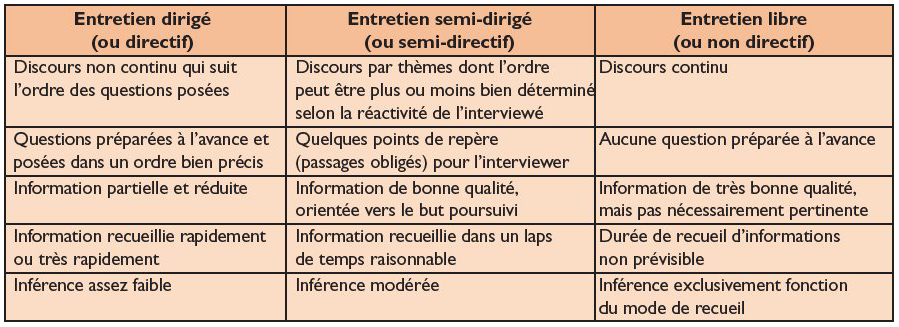 Entretien dirigé
(ou directif)
Entretien semi-dirigé
(ou semi-directif)
Entretien libre
(ou non directif)
Discours non continu qui suit
l'ordre des questions posées
Discours par thèmes dont l'ordre
peut être plus ou moins bien déterminé
selon la réactivité de l'interviewé
Discours continu
Questions préparées à l'avance et
posées dans un ordre bien précis
Quelques points de repère
(passages obligés) pour l'interviewer
Aucune question préparée à l'avance
Information partielle et réduite
Information de bonne qualité,
orientée vers le but poursuivi
Information de très bonne qualité,
mais pas nécessairement pertinente
Information recueillie rapidement
ou très rapidement
Information recueillie dans un laps
de temps raisonnable
Durée de recueil d'informations
non prévisible
Inférence assez faible
Inférence modérée
Inférence exclusivement fonction
du mode de recueil